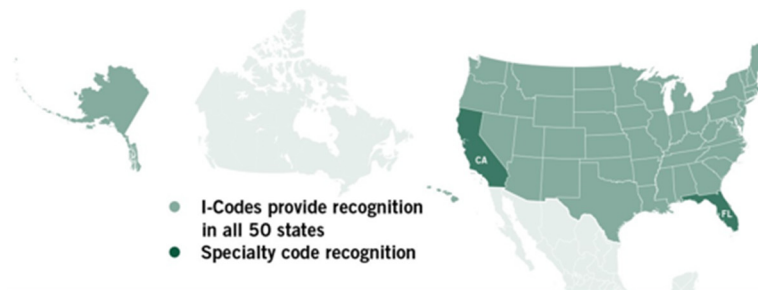 CA
I-Codes provide recognition
in all 50 states
FL
Specialty code recognition